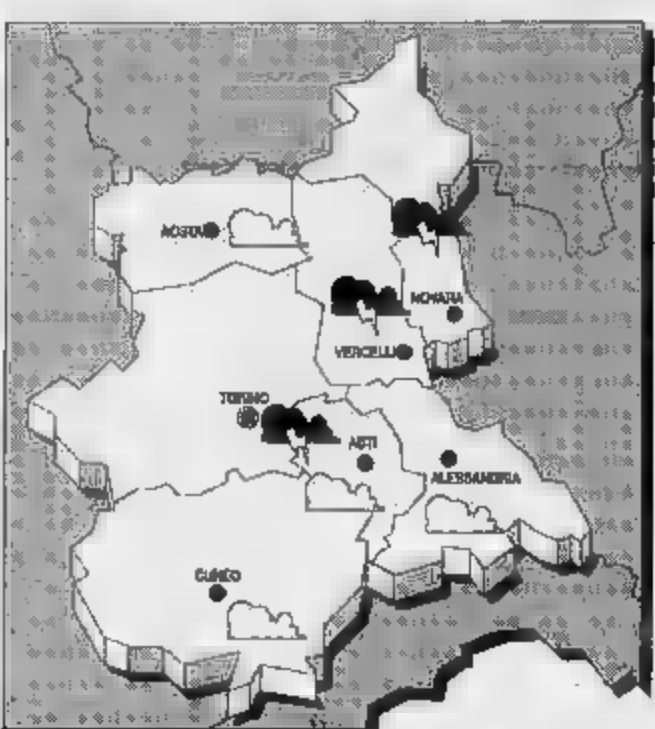 AOSTA
NOVARA
VERCELLI
TORINO
ASTI
ALESSANDRIA
CUNEO